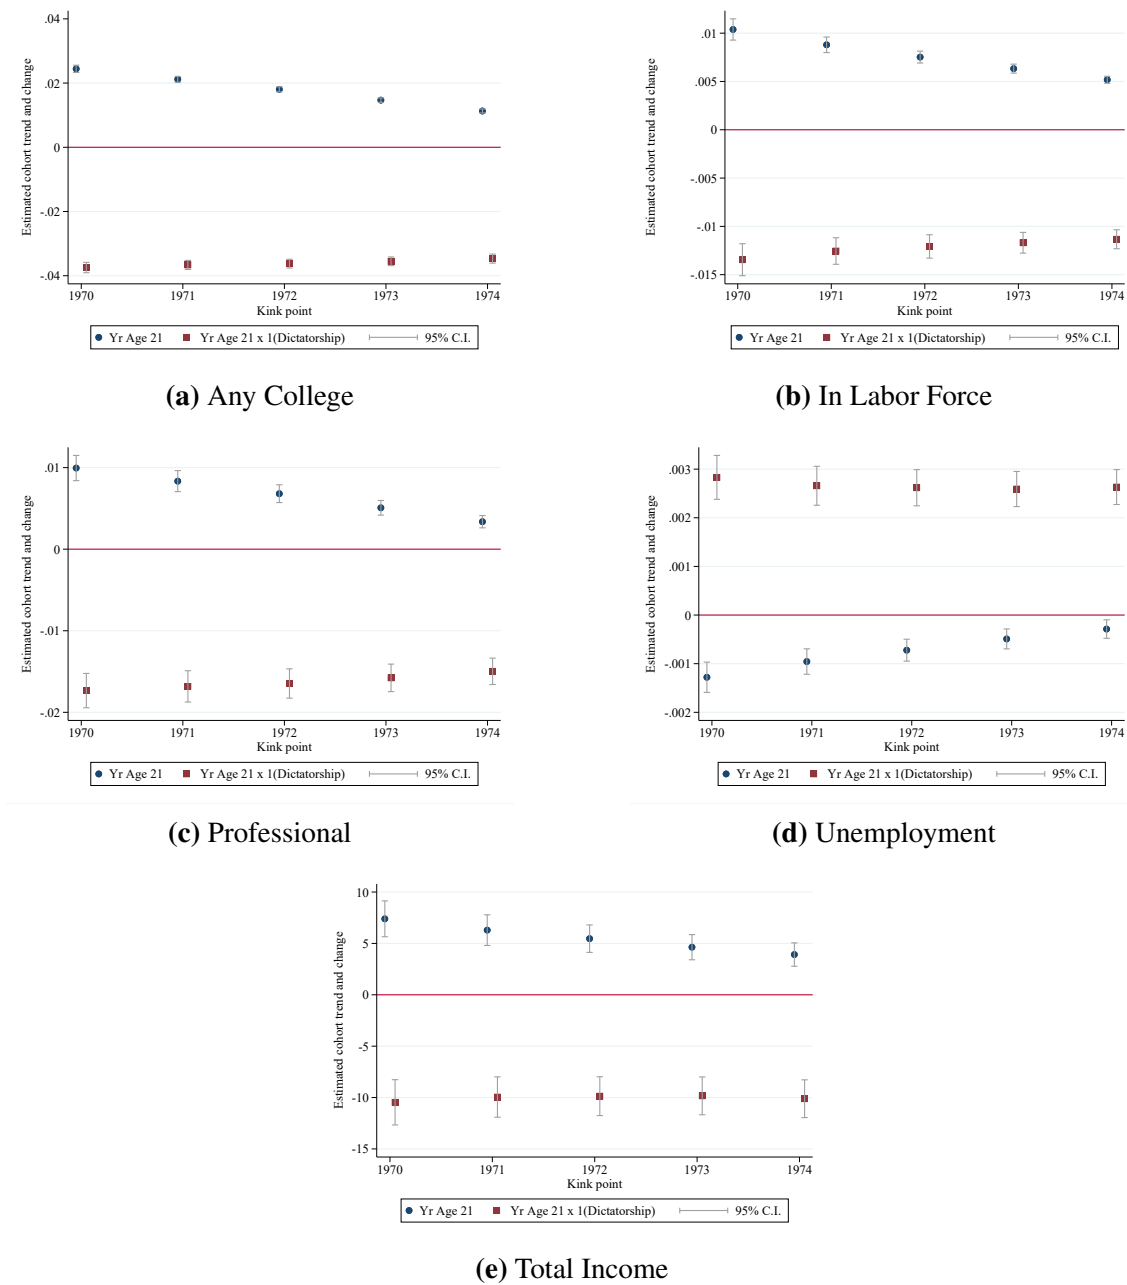 Estimated cohort trend and change
.04
.02
0
-.02
-.04
1970 1971 1972 1973 1974
Kink point
Yr Age 21 Yr Age 21 x 1(Dictatorship) 95% C.I.
(a) Any College
Estimated cohort trend and change
.01
.005
0
-.005
-.01
-.015
1970 1971 1972 1973 1974
Kink point
Yr Age 21 Yr Age 21 x 1(Dictatorship) 95% C.I.
(b) In Labor Force
Estimated cohort trend and change
.01
0
-.01
-.02
1970 1971 1972 1973 1974
Kink point
Yr Age 21 Yr Age 21 x 1(Dictatorship) 95% C.I.
(c) Professional
Estimated cohort trend and change
.003
.002
.001
0
-.001
-.002
1970 1971 1972 1973 1974
Kink point
Yr Age 21 Yr Age 21 x 1(Dictatorship) 95% C.I.
(d) Unemployment
Estimated cohort trend and change
10
5
0
-5
-10
-15
1970 1971 1972 1973 1974
Kink point
Yr Age 21 Yr Age 21 x 1(Dictatorship) 95% C.I.
(e) Total Income